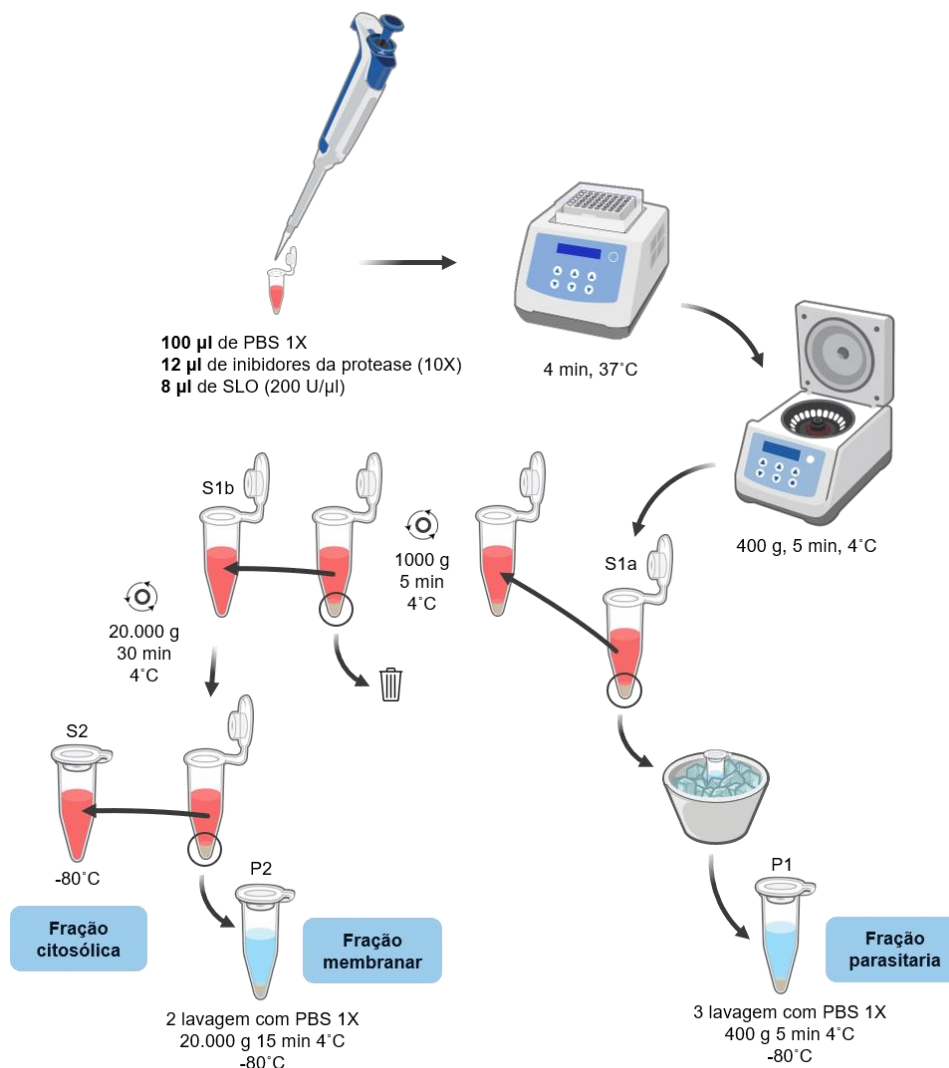 100 µl de PBS 1X
12 µl de inibidores da protease (10X)
8 µl de SLO (200 U/µl)
4 min, 37˚C
400 g, 5 min, 4˚C
S1a
1000 g
5 min
4˚C
S1b
20.000 g
30 min
4˚C
S2
-80˚C
Fração
citosólica
P2
Fração
membranar
2 lavagem com PBS 1X
20.000 g 15 min 4˚C
-80˚C
P1
Fração
parasitaria
3 lavagem com PBS 1X
400 g 5 min 4˚C
-80˚C